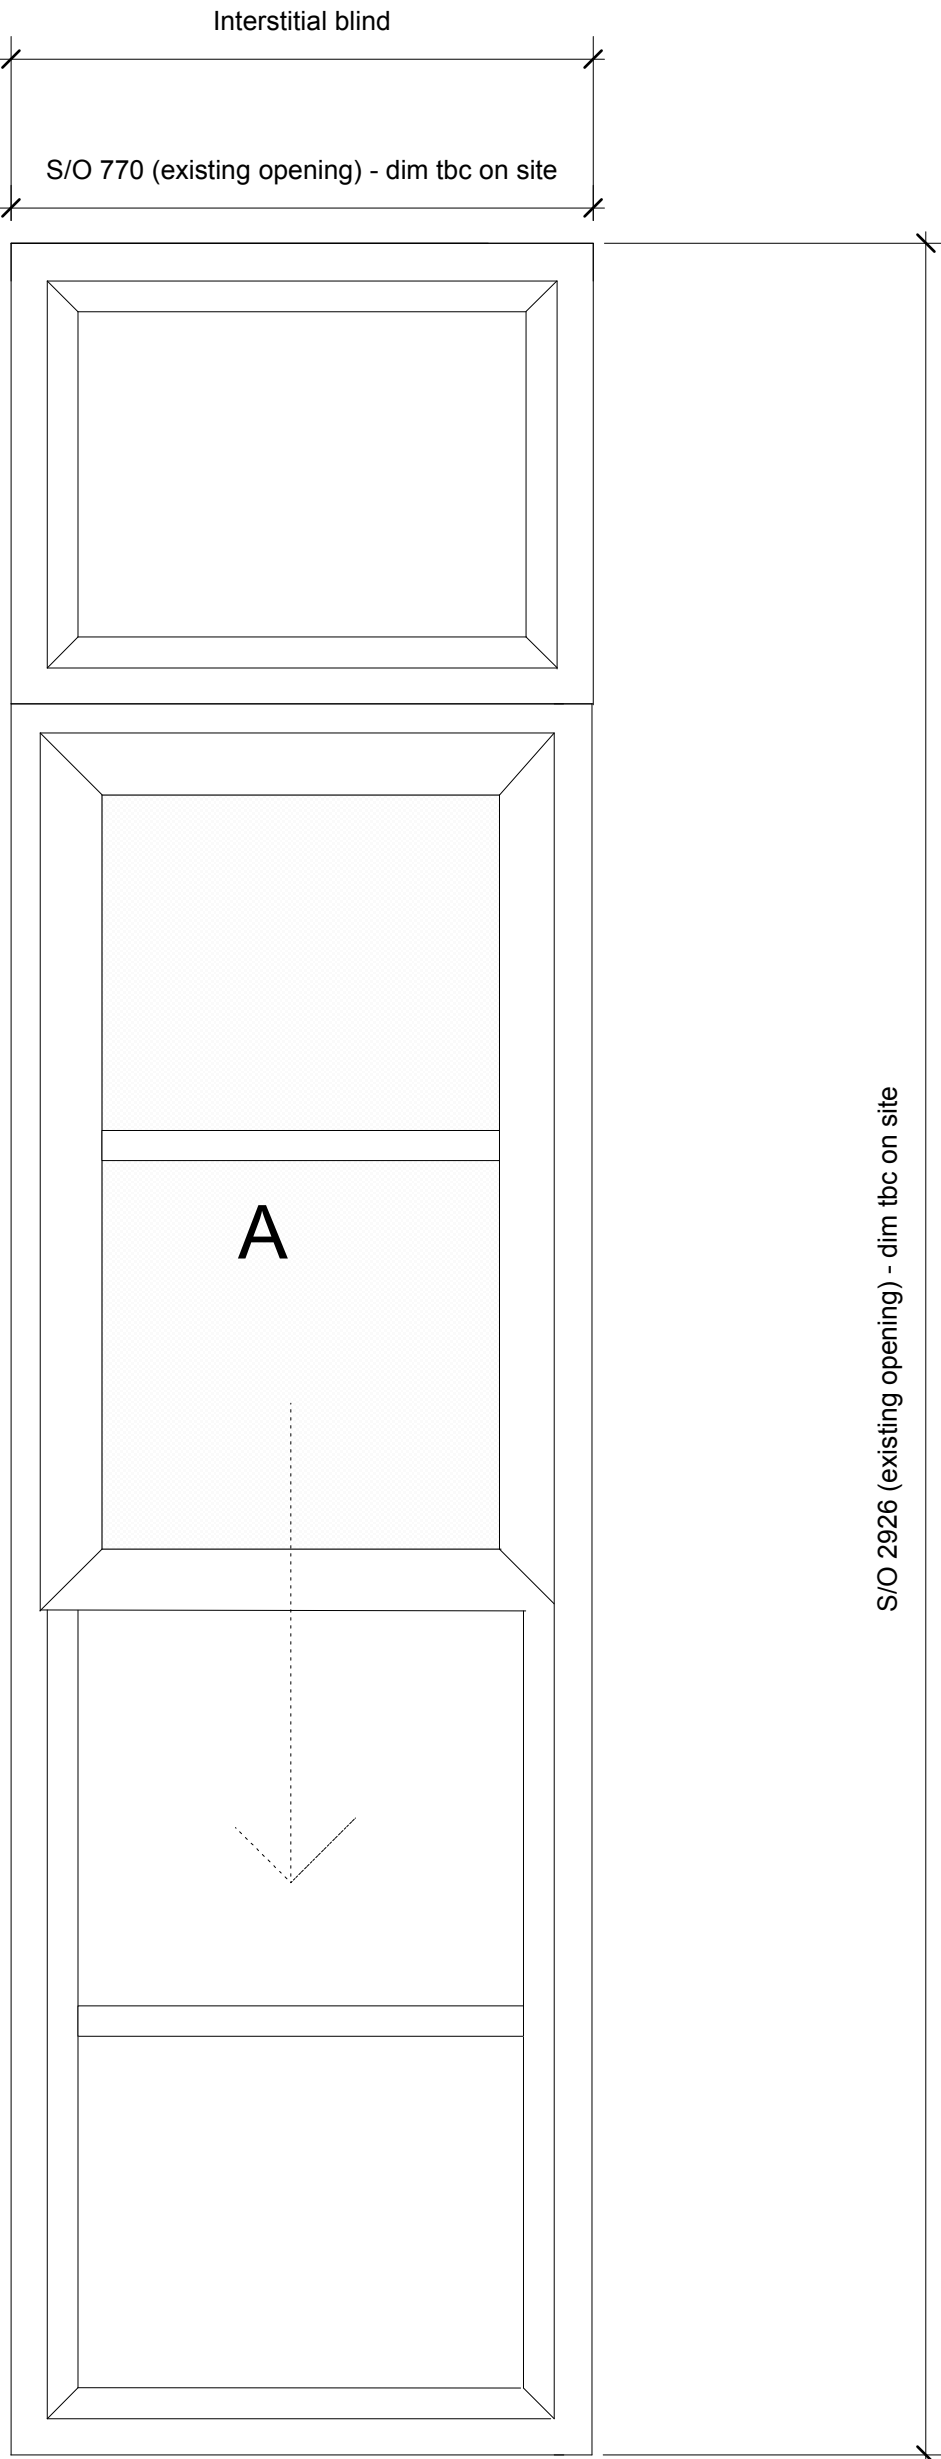 Interstitial blind
S/O 770 (existing opening) - dim tbc on site
A
S/O 2926 (existing opening) - dim tbc on site